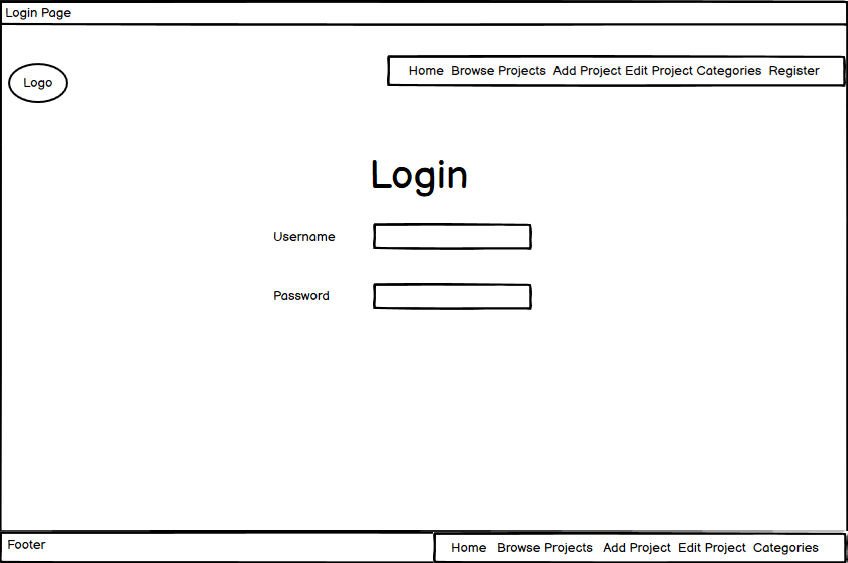 Login Page
Logo
Home Browse Projects Add Project Edit Project Categories Register
Login
Username
Password
Footer
Home Browse Projects Add Project Edit Project Categories